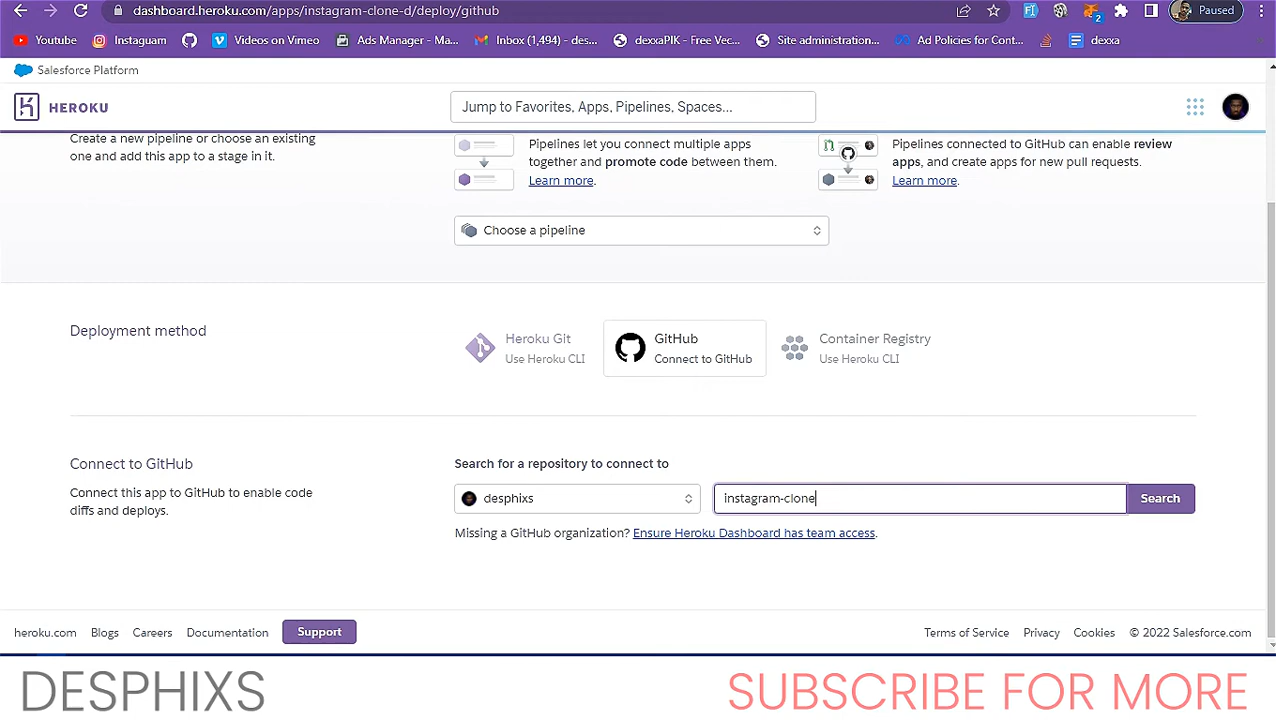 dashboard.heroku.com/apps/instagram-clone-d/deploy/github
Paused
2
Youtube
Instaguam
Videos on Vimeo
Ads Manager - Ma...
Inbox (1,494) - des...
dexxaPIK - Free Vec...
Site administration...
Ad Policies for Cont...
dexxa
Salesforce Platform
HEROKU
Jump to Favorites, Apps, Pipelines, Spaces...
Create a new pipeline or choose an existing
one and add this app to a stage in it.
Pipelines let you connect multiple apps
together and promote code between them.
Learn more.
Pipelines connected to GitHub can enable review
apps, and create apps for new pull requests.
Learn more.
Choose a pipeline
Deployment method
Heroku Git
Use Heroku CLI
GitHub
Connect to GitHub
Container Registry
Use Heroku CLI
Connect to GitHub
Connect this app to GitHub to enable code
diffs and deploys.
Search for a repository to connect to
desphixs
instagram-clone
Search
Missing a GitHub organization? Ensure Heroku Dashboard has team access.
heroku.com
Blogs
Careers
Documentation
Support
Terms of Service
Privacy
Cookies
© 2022 Salesforce.com
DESPHIXS
SUBSCRIBE FOR MORE